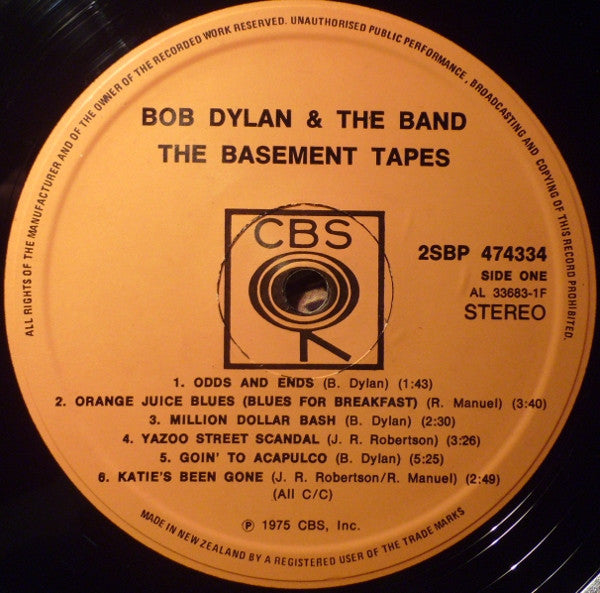 ALL RIGHTS OF THE MANUFACTURER AND OF THE OWNER OF THE RECORDED WORK RESERVED. UNAUTHORISED PUBLIC PERFORMANCE, BROADCASTING AND COPYING OF THIS RECORD PROHIBITED.
BOB DYLAN & THE BAND
THE BASEMENT TAPES
CBS
2SBP 474334
SIDE ONE
AL 33683-1F
STEREO
1. ODDS AND ENDS (B. Dylan) (1:43)
2. ORANGE JUICE BLUES (BLUES FOR BREAKFAST) (R. Manuel) (3:40)
3. MILLION DOLLAR BASH (B. Dylan) (2:30)
4. YAZOO STREET SCANDAL (J. R. Robertson) (3:26)
5. GOIN' TO ACAPULCO (B. Dylan) (5:25)
6. KATIE'S BEEN GONE (J. R. Robertson/R. Manuel) (2:49)
(All C/C)
℗ 1975 CBS, Inc.
MADE IN NEW ZEALAND BY A REGISTERED USER OF THE TRADE MARKS